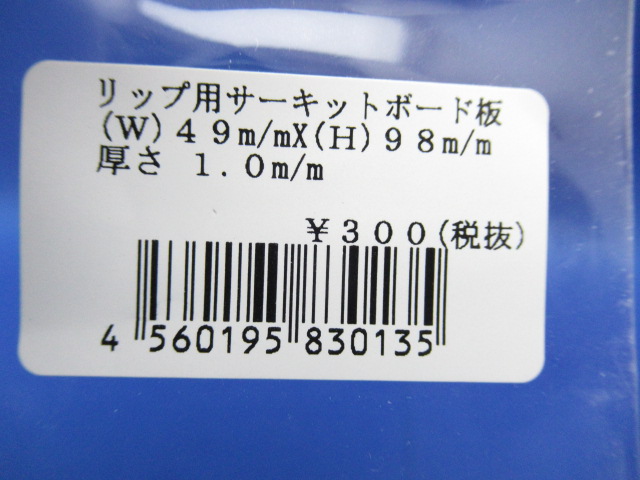 リップ用サーキットボード板
(W)４９m/mX(H)９８m/m
厚さ １.０m/m
￥３００(税抜)
4 560195 830135